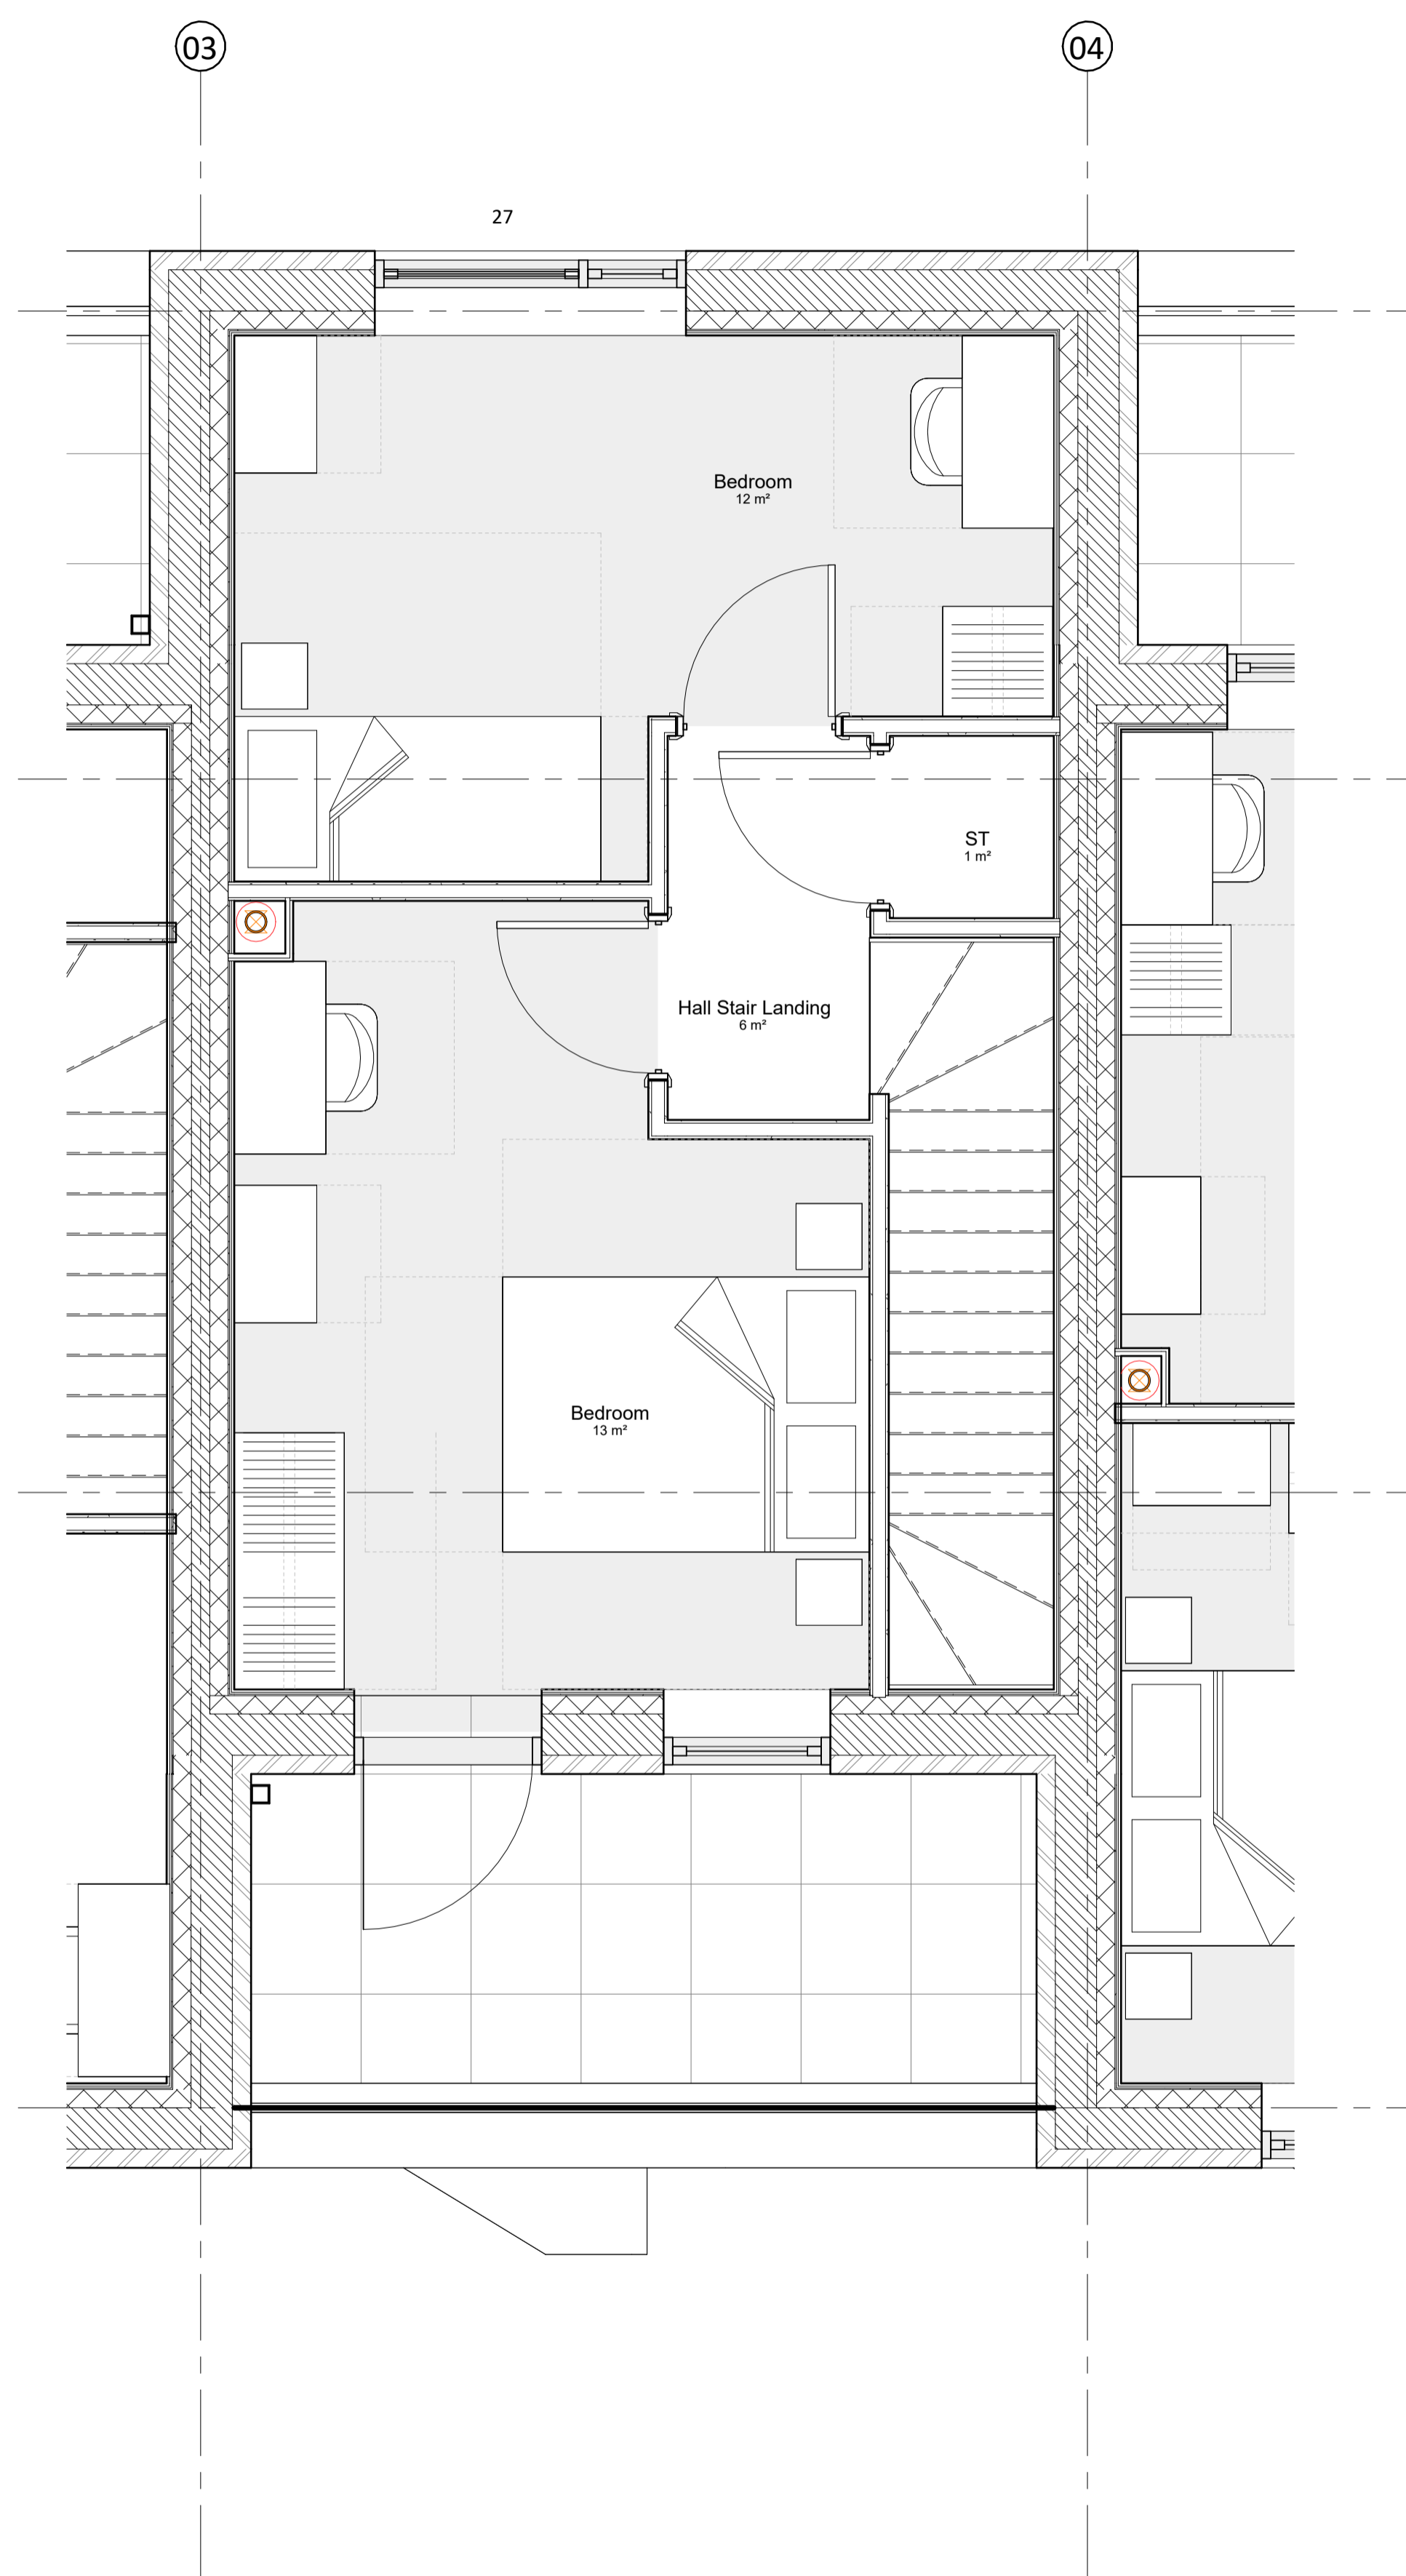 03
04
27
Bedroom
12 m²
ST
1 m²
Hall Stair Landing
6 m²
Bedroom
13 m²